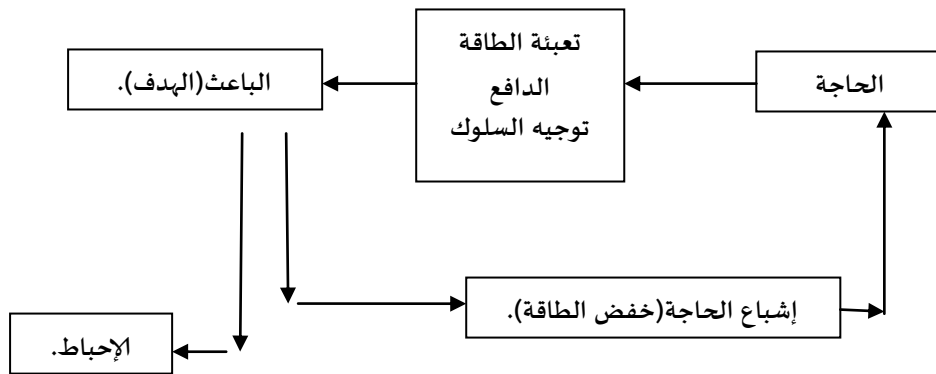 الحاجة
تعبئة الطاقة
الدافع
توجيه السلوك
الباعث(الهدف).
إشباع الحاجة(خفض الطاقة).
الإحباط.